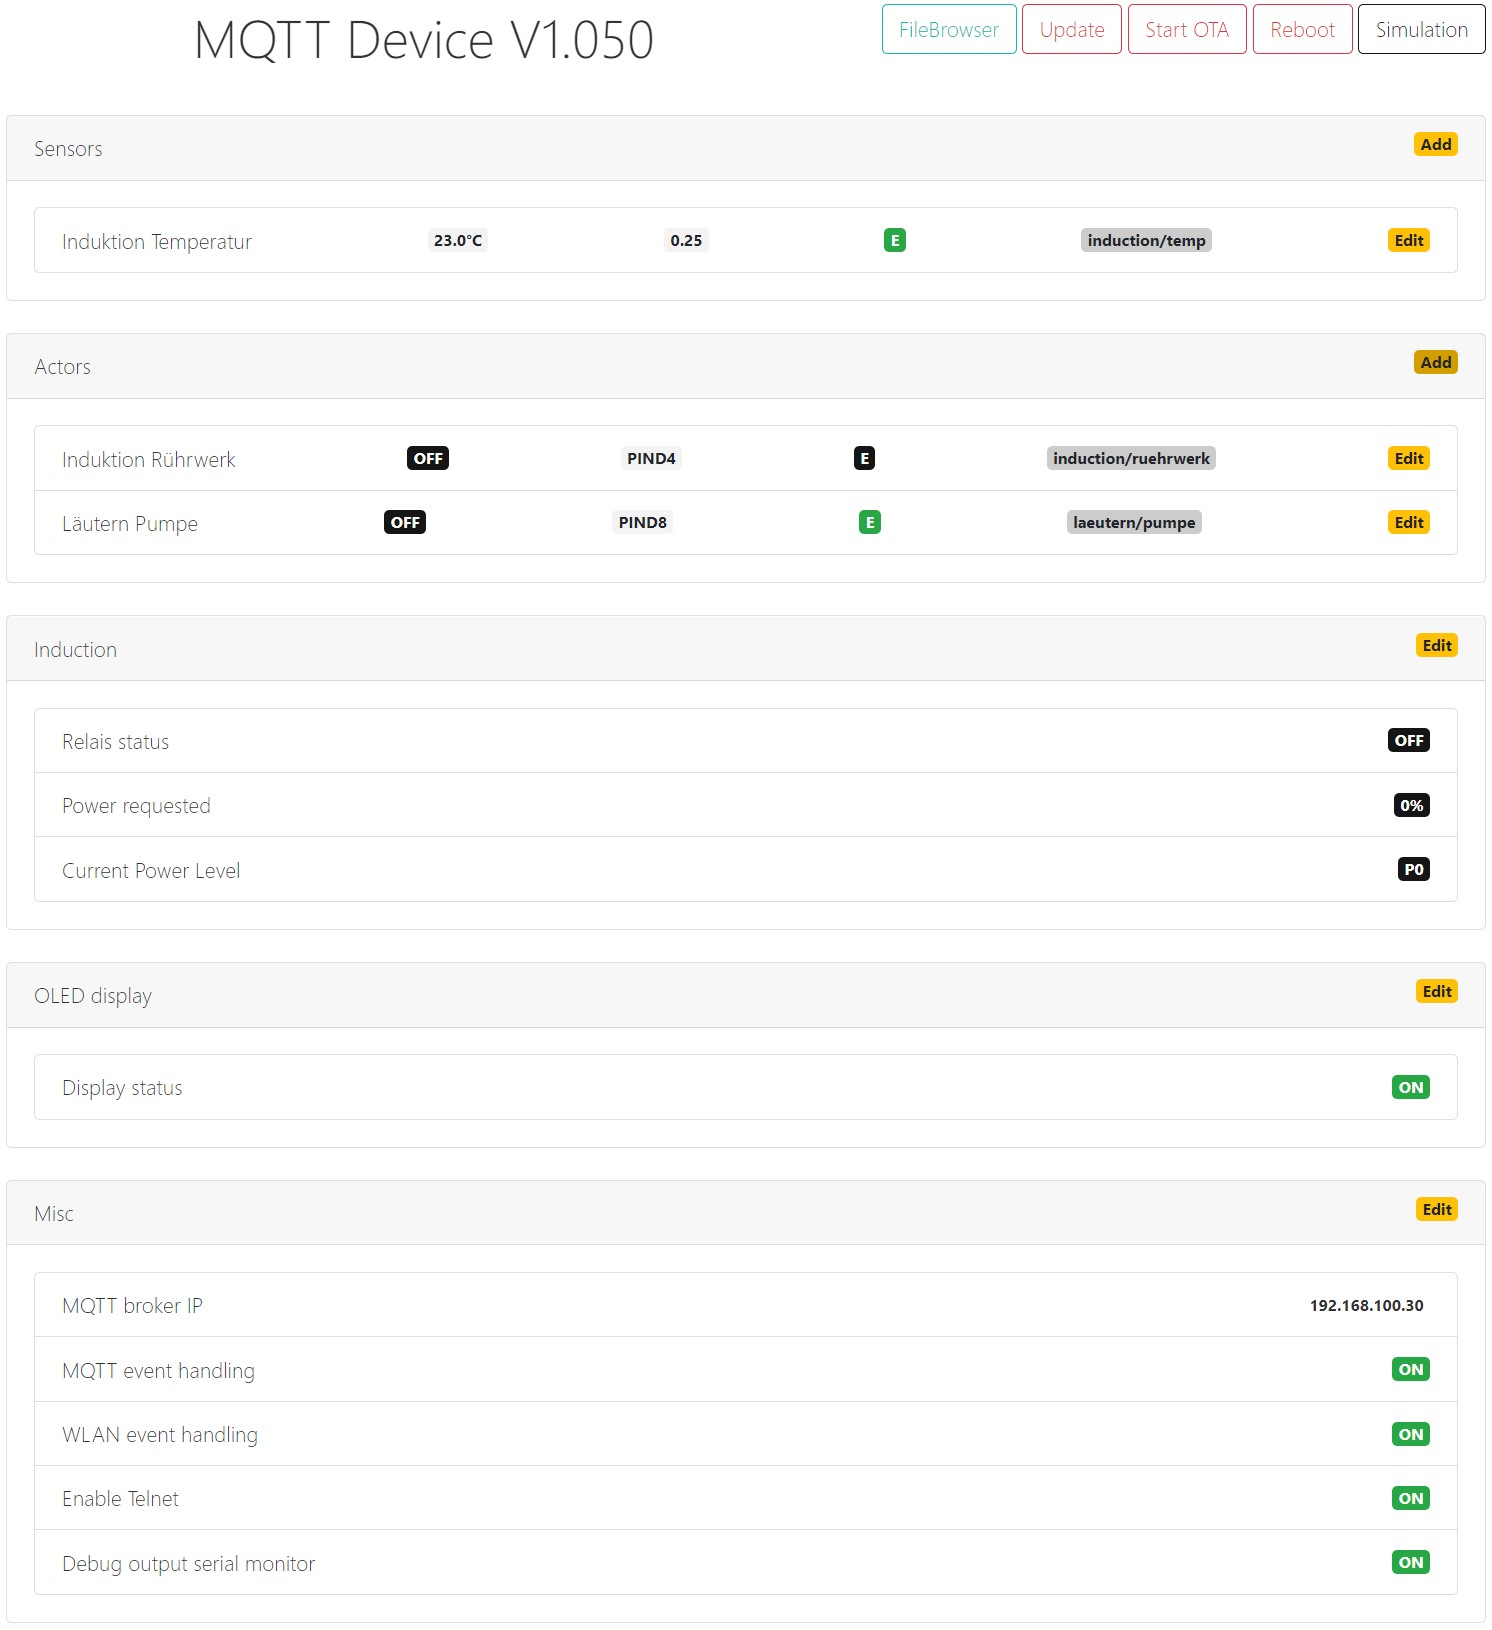 MQTT Device V1.050 FileBrowser Update Start OTA Reboot Simulation
Sensors Add
Induktion Temperatur 23.0°C 0.25 E induction/temp Edit
Actors Add
Induktion Rührwerk OFF PIND4 E induction/ruehrwerk Edit
Läutern Pumpe OFF PIND8 E laeutern/pumpe Edit
Induction Edit
Relais status OFF
Power requested 0%
Current Power Level P0
OLED display Edit
Display status ON
Misc Edit
MQTT broker IP 192.168.100.30
MQTT event handling ON
WLAN event handling ON
Enable Telnet ON
Debug output serial monitor ON